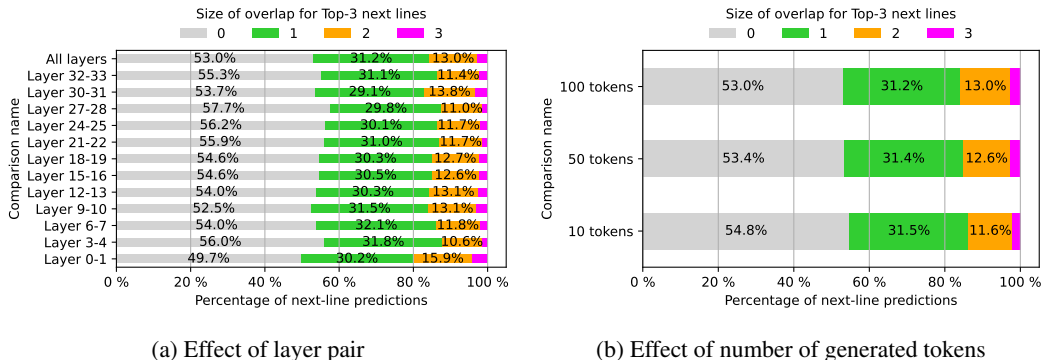 Size of overlap for Top-3 next lines
0 1 2 3
Comparison name
All layers 53.0% 31.2% 13.0%
Layer 32-33 55.3% 31.1% 11.4%
Layer 30-31 53.7% 29.1% 13.8%
Layer 27-28 57.7% 29.8% 11.0%
Layer 24-25 56.2% 30.1% 11.7%
Layer 21-22 55.9% 31.0% 11.7%
Layer 18-19 54.6% 30.3% 12.7%
Layer 15-16 54.6% 30.5% 12.6%
Layer 12-13 54.0% 30.3% 13.1%
Layer 9-10 52.5% 31.5% 13.1%
Layer 6-7 54.0% 32.1% 11.8%
Layer 3-4 56.0% 31.8% 10.6%
Layer 0-1 49.7% 30.2% 15.9%
0 % 20 % 40 % 60 % 80 % 100 %
Percentage of next-line predictions
(a) Effect of layer pair
Size of overlap for Top-3 next lines
0 1 2 3
Comparison name
100 tokens 53.0% 31.2% 13.0%
50 tokens 53.4% 31.4% 12.6%
10 tokens 54.8% 31.5% 11.6%
0 % 20 % 40 % 60 % 80 % 100 %
Percentage of next-line predictions
(b) Effect of number of generated tokens